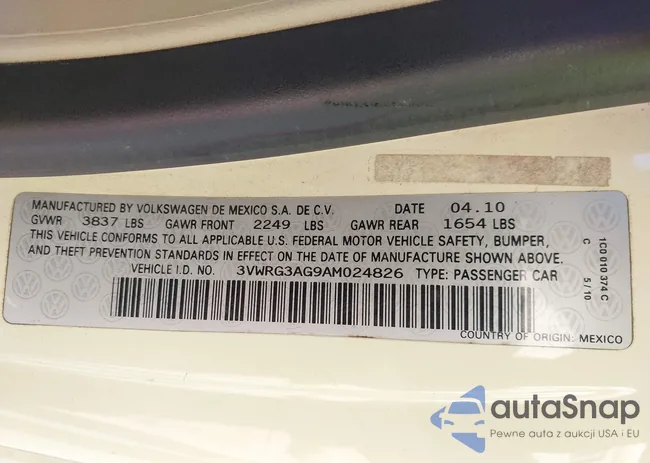 MANUFACTURED BY VOLKSWAGEN DE MEXICO S.A. DE C.V. DATE 04.10
GVWR 3837 LBS GAWR FRONT 2249 LBS GAWR REAR 1654 LBS
THIS VEHICLE CONFORMS TO ALL APPLICABLE U.S. FEDERAL MOTOR VEHICLE SAFETY, BUMPER,
AND THEFT PREVENTION STANDARDS IN EFFECT ON THE DATE OF MANUFACTURE SHOWN ABOVE.
VEHICLE I.D. NO. 3VWRG3AG9AM024826 TYPE: PASSENGER CAR
COUNTRY OF ORIGIN: MEXICO
1C0 010 374 C
C 5/10
autaSnap
Pewne auta z aukcji USA i EU